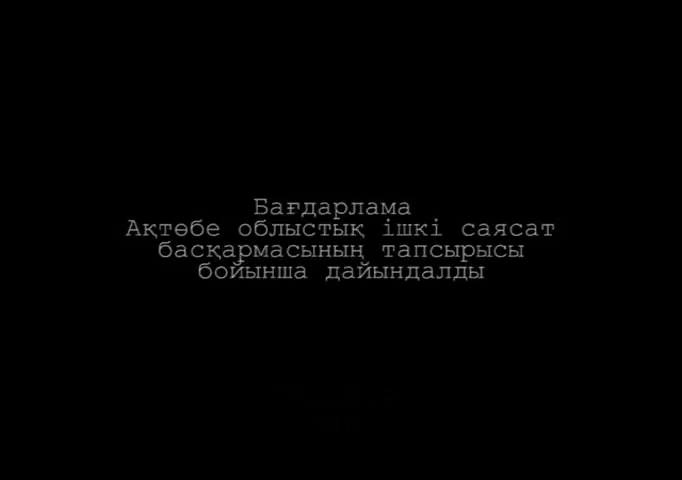 Бағдарлама
Ақтөбе облыстық ішкі саясат
басқармасының тапсырысы
бойынша дайындалды